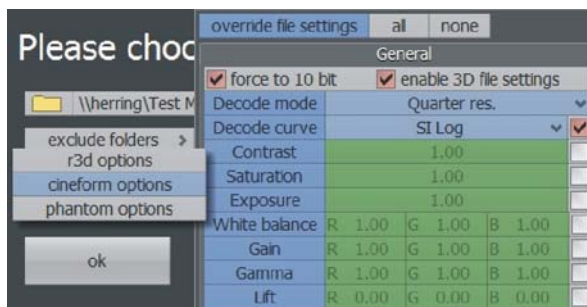 Please choo
\\herring\Test M
exclude folders >
r3d options
cineform options
phantom options
ok
override file settings all none
General
force to 10 bit enable 3D file settings
Decode mode Quarter res.
Decode curve SI Log
Contrast 1.00
Saturation 1.00
Exposure 1.00
White balance R 1.00 G 1.00 B 1.00
Gain R 1.00 G 1.00 B 1.00
Gamma R 1.00 G 1.00 B 1.00
Lift R 0.00 G 0.00 B 0.00